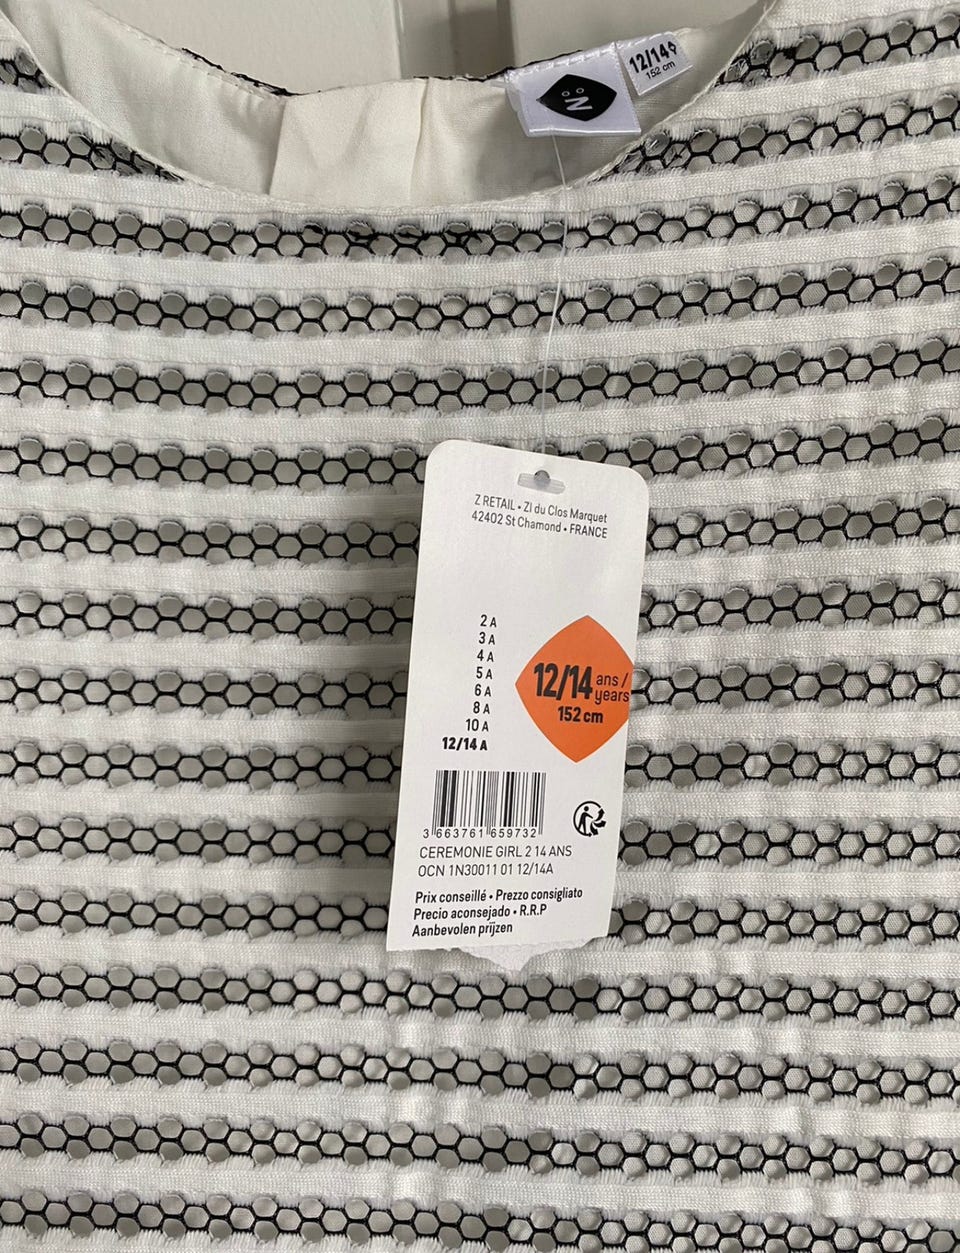 12/14
152 cm
Z
Z RETAIL • ZI du Clos Marquet
42402 St Chamond • FRANCE
2 A
3 A
4 A
5 A
6 A
8 A
10 A
12/14 A
12/14 ans / years
152 cm
3 663761 659732
CEREMONIE GIRL 2 14 ANS
OCN 1N30011 01 12/14A
Prix conseillé • Prezzo consigliato
Precio aconsejado • R.R.P
Aanbevolen prijzen